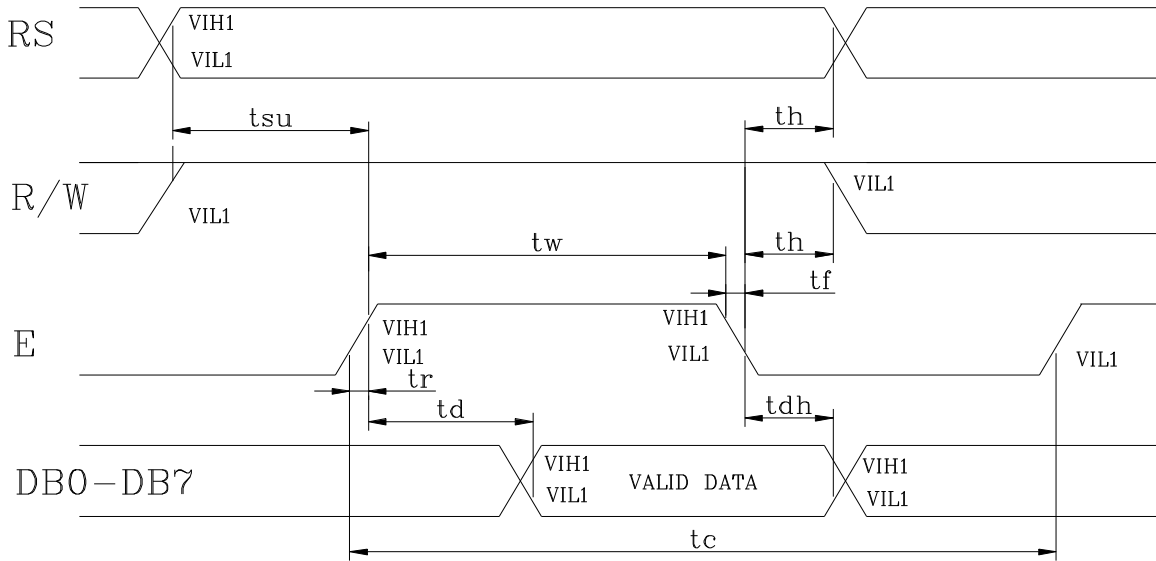 RS
VIH1
VIL1
tsu
th
R/W
VIL1
VIL1
tw
th
tf
E
VIH1
VIL1
VIH1
VIL1
VIL1
tr
td
tdh
DB0-DB7
VIH1
VIL1
VALID DATA
VIH1
VIL1
tc